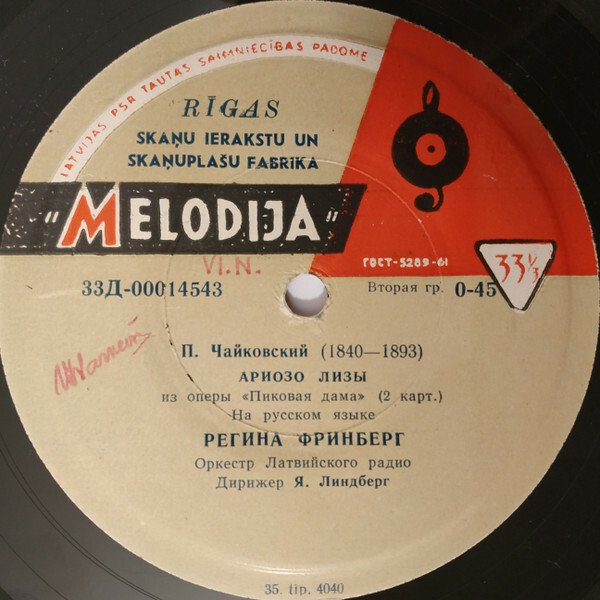 LATVIJAS PSR TAUTAS SAIMNIECĪBAS PADOME
RĪGAS
SKAŅU IERAKSTU UN
SKAŅUPLAŠU FABRIKA
"MELODIJA"
VI.N.
ГОСТ-5289-61
33⅓
33Д-00014543
Вторая гр. 0-45
П. Чайковский (1840—1893)
АРИОЗО ЛИЗЫ
из оперы «Пиковая дама» (2 карт.)
На русском языке
РЕГИНА ФРИНБЕРГ
Оркестр Латвийского радио
Дирижер Я. Линдберг
35. tip. 4040